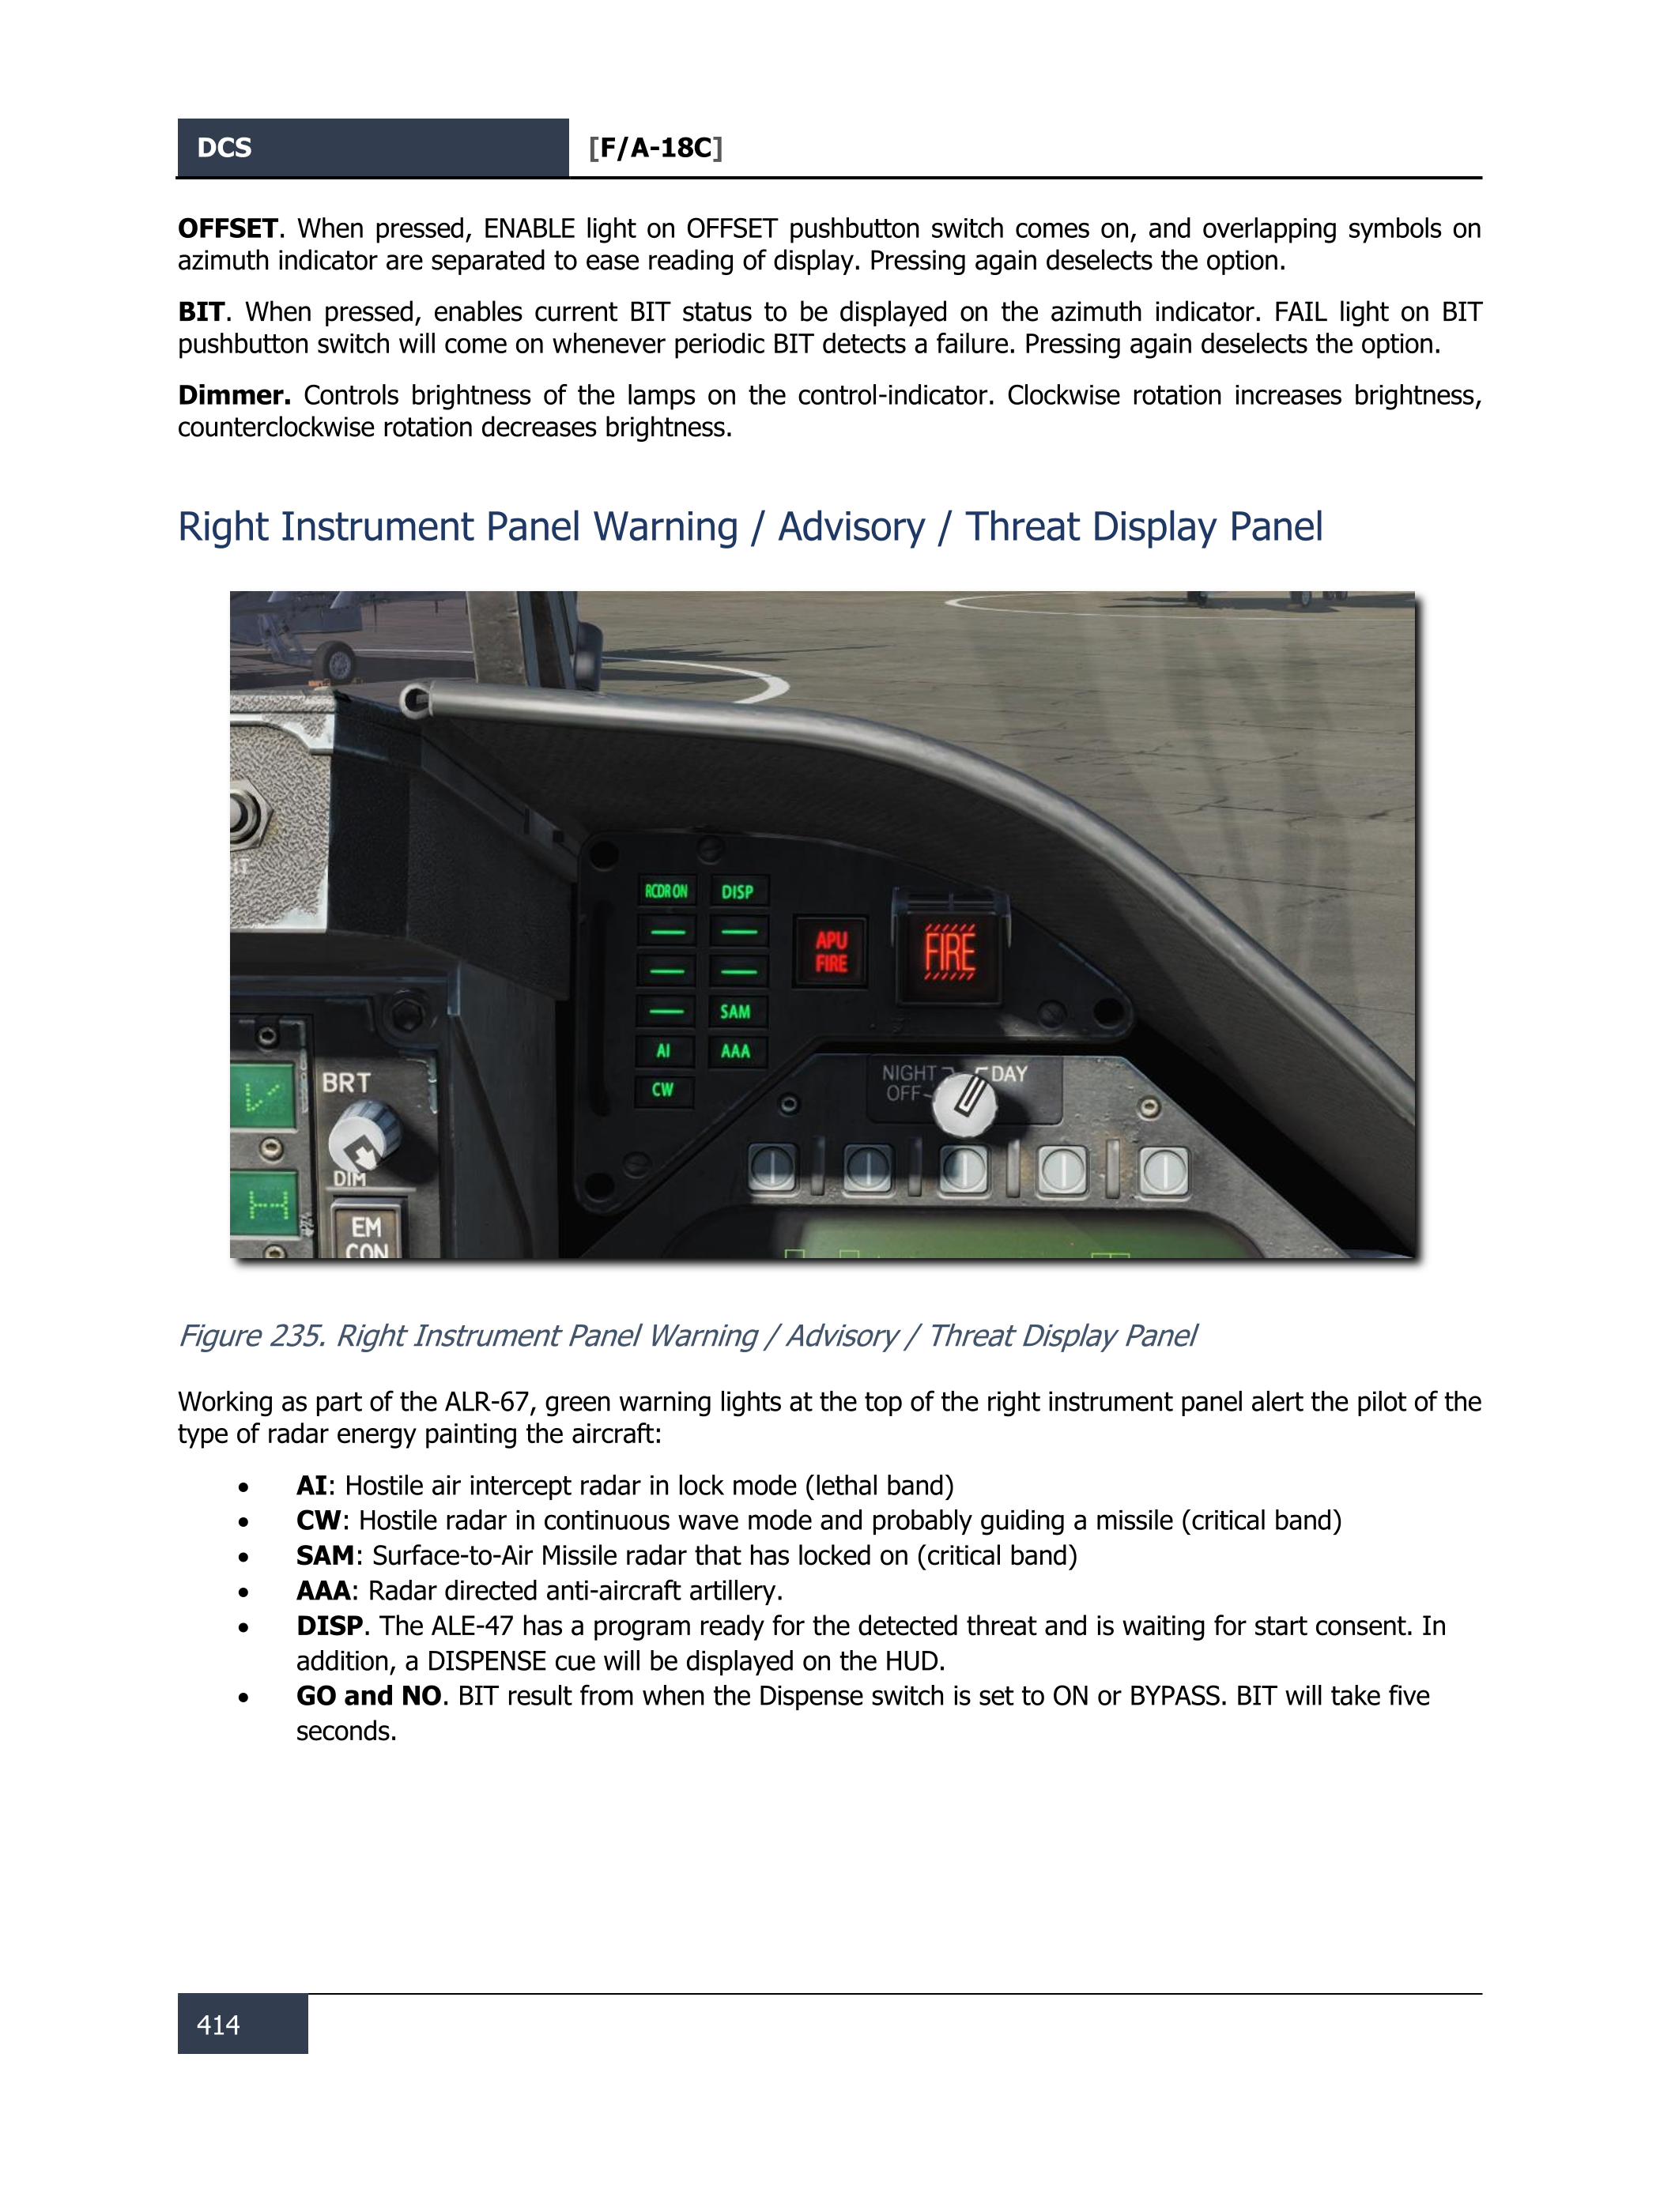 DCS [F/A-18C]
OFFSET. When pressed, ENABLE light on OFFSET pushbutton switch comes on, and overlapping symbols on
azimuth indicator are separated to ease reading of display. Pressing again deselects the option.
BIT. When pressed, enables current BIT status to be displayed on the azimuth indicator. FAIL light on BIT
pushbutton switch will come on whenever periodic BIT detects a failure. Pressing again deselects the option.
Dimmer. Controls brightness of the lamps on the control-indicator. Clockwise rotation increases brightness,
counterclockwise rotation decreases brightness.
Right Instrument Panel Warning / Advisory / Threat Display Panel
RCDR ON DISP
APU
FIRE
FIRE
SAM
AI AAA
CW
NIGHT DAY
OFF
BRT
DIM
EM
CON
Figure 235. Right Instrument Panel Warning / Advisory / Threat Display Panel
Working as part of the ALR-67, green warning lights at the top of the right instrument panel alert the pilot of the
type of radar energy painting the aircraft:
• AI: Hostile air intercept radar in lock mode (lethal band)
• CW: Hostile radar in continuous wave mode and probably guiding a missile (critical band)
• SAM: Surface-to-Air Missile radar that has locked on (critical band)
• AAA: Radar directed anti-aircraft artillery.
• DISP. The ALE-47 has a program ready for the detected threat and is waiting for start consent. In
addition, a DISPENSE cue will be displayed on the HUD.
• GO and NO. BIT result from when the Dispense switch is set to ON or BYPASS. BIT will take five
seconds.
414